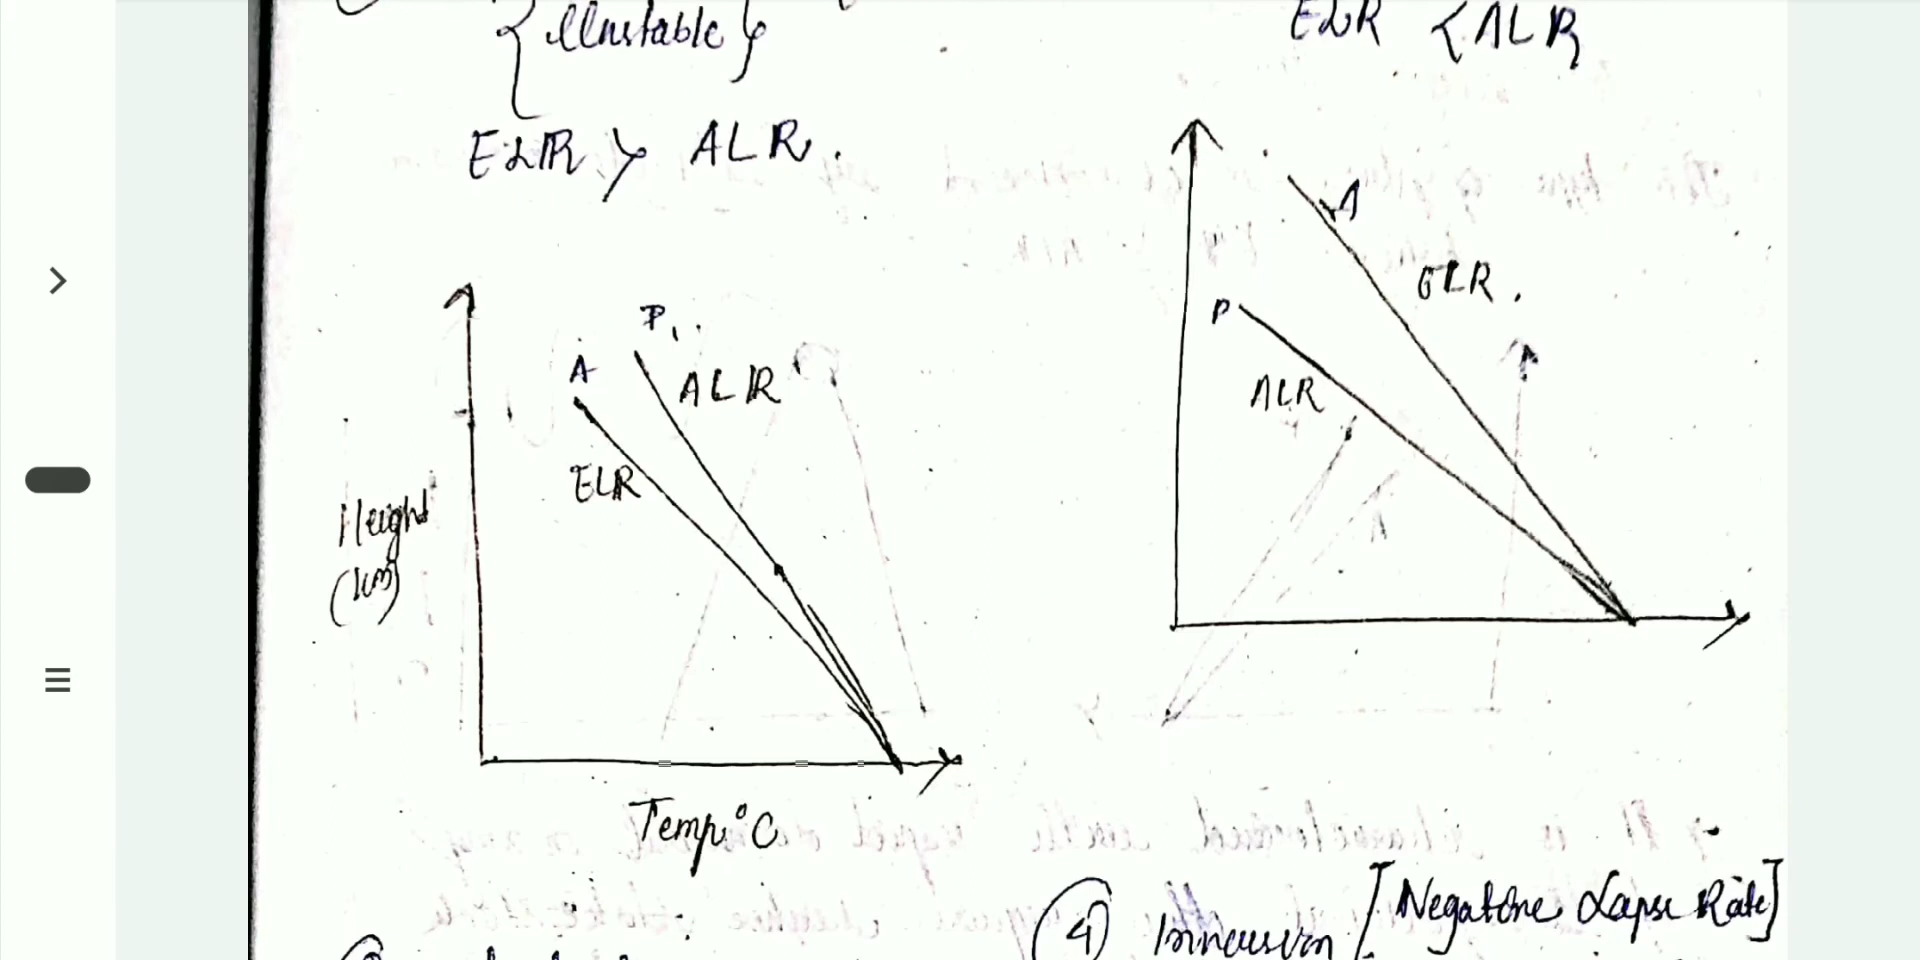 {Unstable}
ELR > ALR.
ELR < ALR
A
P
ALR
ELR
Height
(km)
Temp °C
A
ELR.
P
ALR
④ Inversion [Negative Lapse Rate]